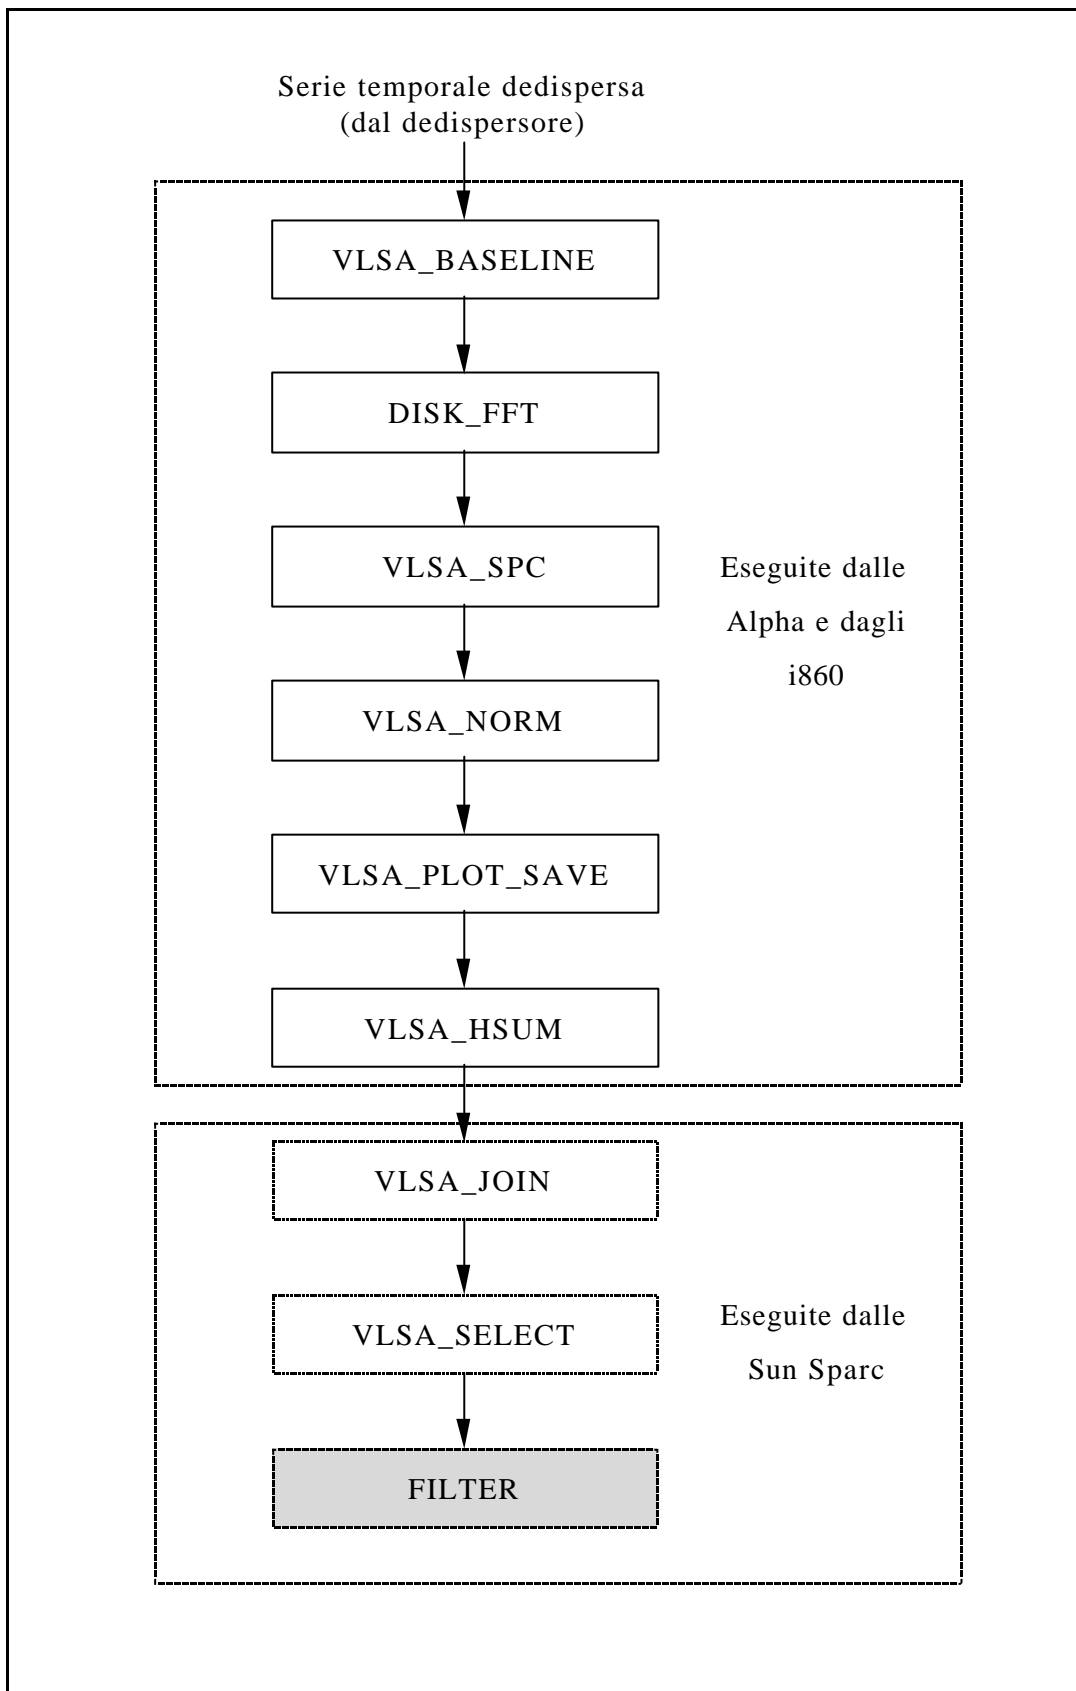 Serie temporale dedispersa
(dal dedispersore)
VLSA_BASELINE
DISK_FFT
VLSA_SPC
VLSA_NORM
VLSA_PLOT_SAVE
VLSA_HSUM
Eseguite dalle
Alpha e dagli
i860
VLSA_JOIN
VLSA_SELECT
FILTER
Eseguite dalle
Sun Sparc